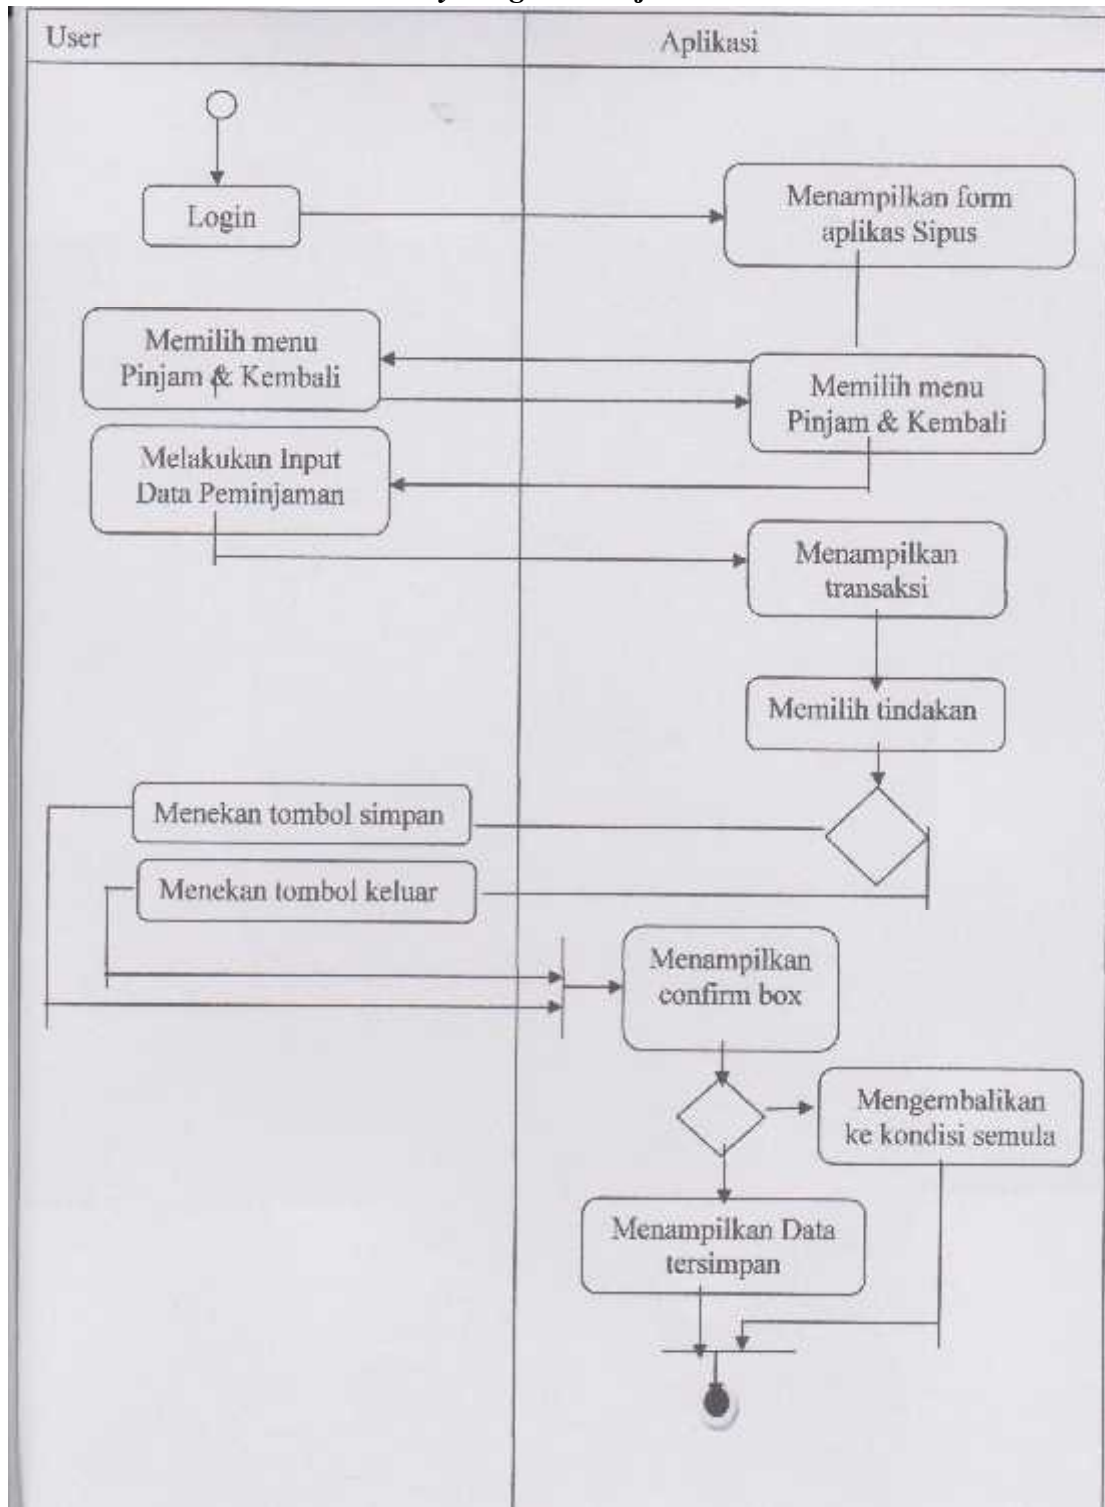 User
Aplikasi
Login
Menampilkan form
aplikas Sipus
Memilih menu
Pinjam & Kembali
Memilih menu
Pinjam & Kembali
Melakukan Input
Data Peminjaman
Menampilkan
transaksi
Memilih tindakan
Menekan tombol simpan
Menekan tombol keluar
Menampilkan
confirm box
Mengembalikan
ke kondisi semula
Menampilkan Data
tersimpan